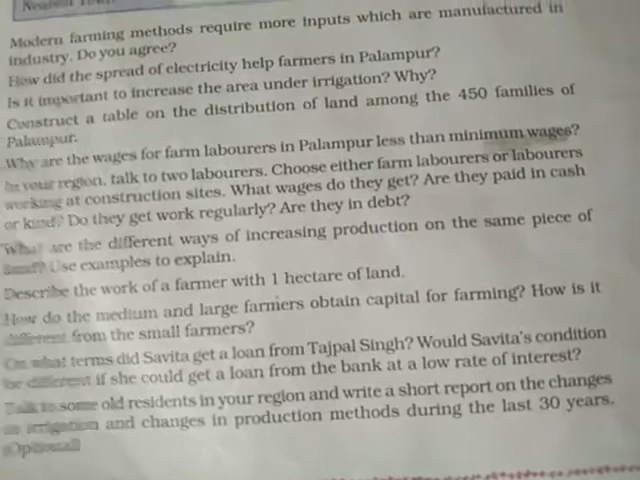 Modern farming methods require more inputs which are manufactured in
industry. Do you agree?
How did the spread of electricity help farmers in Palampur?
Is it important to increase the area under irrigation? Why?
Construct a table on the distribution of land among the 450 families of
Palampur.
Why are the wages for farm labourers in Palampur less than minimum wages?
In your region, talk to two labourers. Choose either farm labourers or labourers
working at construction sites. What wages do they get? Are they paid in cash
or kind? Do they get work regularly? Are they in debt?
What are the different ways of increasing production on the same piece of
land? Use examples to explain.
Describe the work of a farmer with 1 hectare of land.
How do the medium and large farmers obtain capital for farming? How is it
different from the small farmers?
On what terms did Savita get a loan from Tajpal Singh? Would Savita's condition
be different if she could get a loan from the bank at a low rate of interest?
Talk to some old residents in your region and write a short report on the changes
in irrigation and changes in production methods during the last 30 years.
(Optional)